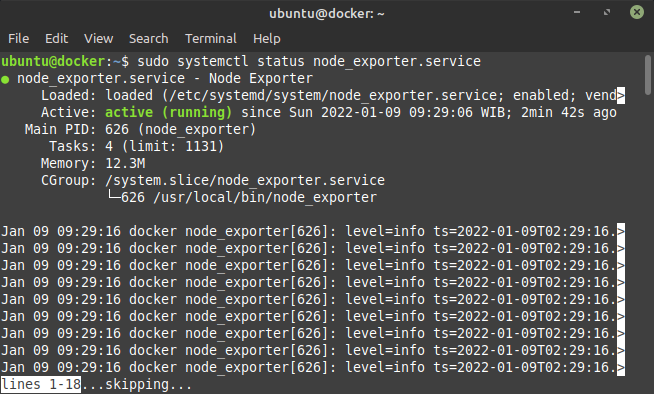 ubuntu@docker: ~
File Edit View Search Terminal Help
ubuntu@docker:~$ sudo systemctl status node_exporter.service
● node_exporter.service - Node Exporter
     Loaded: loaded (/etc/systemd/system/node_exporter.service; enabled; vend>
     Active: active (running) since Sun 2022-01-09 09:29:06 WIB; 2min 42s ago
   Main PID: 626 (node_exporter)
      Tasks: 4 (limit: 1131)
     Memory: 12.3M
     CGroup: /system.slice/node_exporter.service
             └─626 /usr/local/bin/node_exporter

Jan 09 09:29:16 docker node_exporter[626]: level=info ts=2022-01-09T02:29:16.>
Jan 09 09:29:16 docker node_exporter[626]: level=info ts=2022-01-09T02:29:16.>
Jan 09 09:29:16 docker node_exporter[626]: level=info ts=2022-01-09T02:29:16.>
Jan 09 09:29:16 docker node_exporter[626]: level=info ts=2022-01-09T02:29:16.>
Jan 09 09:29:16 docker node_exporter[626]: level=info ts=2022-01-09T02:29:16.>
Jan 09 09:29:16 docker node_exporter[626]: level=info ts=2022-01-09T02:29:16.>
Jan 09 09:29:16 docker node_exporter[626]: level=info ts=2022-01-09T02:29:16.>
Jan 09 09:29:16 docker node_exporter[626]: level=info ts=2022-01-09T02:29:16.>
Jan 09 09:29:16 docker node_exporter[626]: level=info ts=2022-01-09T02:29:16.>
lines 1-18...skipping...